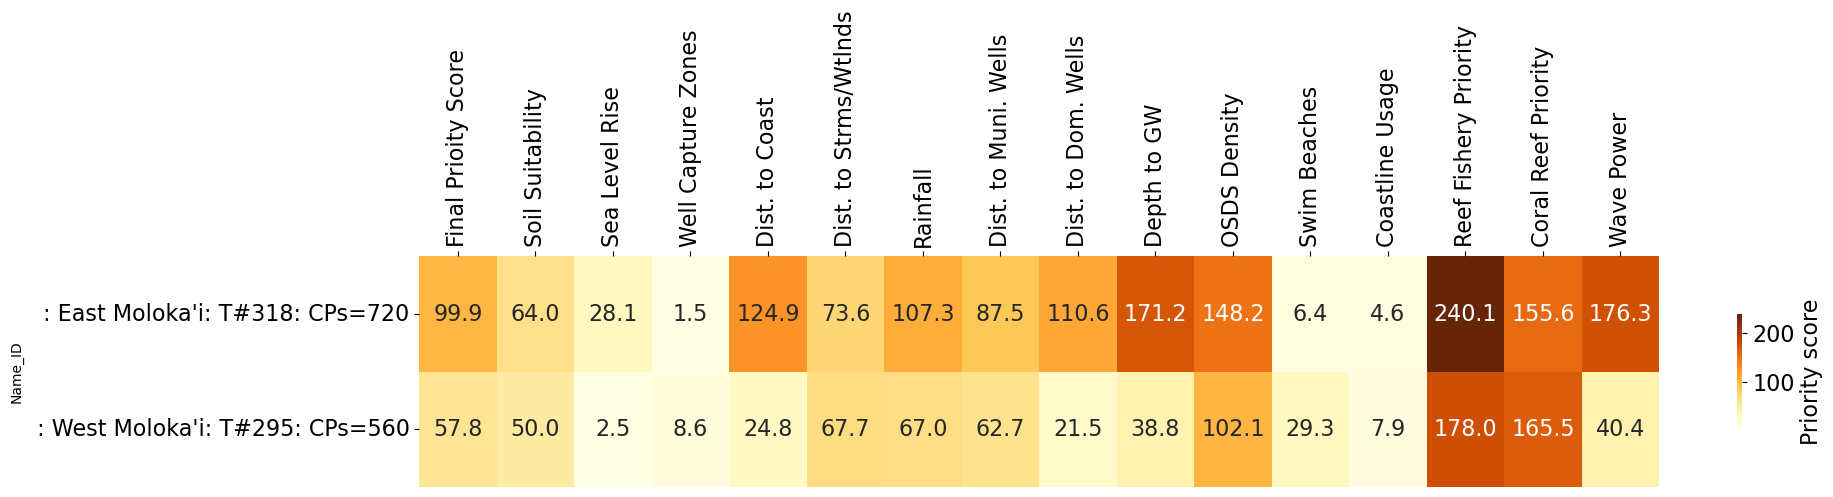 Final Prioity Score
Soil Suitability
Sea Level Rise
Well Capture Zones
Dist. to Coast
Dist. to Strms/Wtlnds
Rainfall
Dist. to Muni. Wells
Dist. to Dom. Wells
Depth to GW
OSDS Density
Swim Beaches
Coastline Usage
Reef Fishery Priority
Coral Reef Priority
Wave Power
Name_ID
: East Moloka'i: T#318: CPs=720 99.9 64.0 28.1 1.5 124.9 73.6 107.3 87.5 110.6 171.2 148.2 6.4 4.6 240.1 155.6 176.3
: West Moloka'i: T#295: CPs=560 57.8 50.0 2.5 8.6 24.8 67.7 67.0 62.7 21.5 38.8 102.1 29.3 7.9 178.0 165.5 40.4
200
100
Priority score